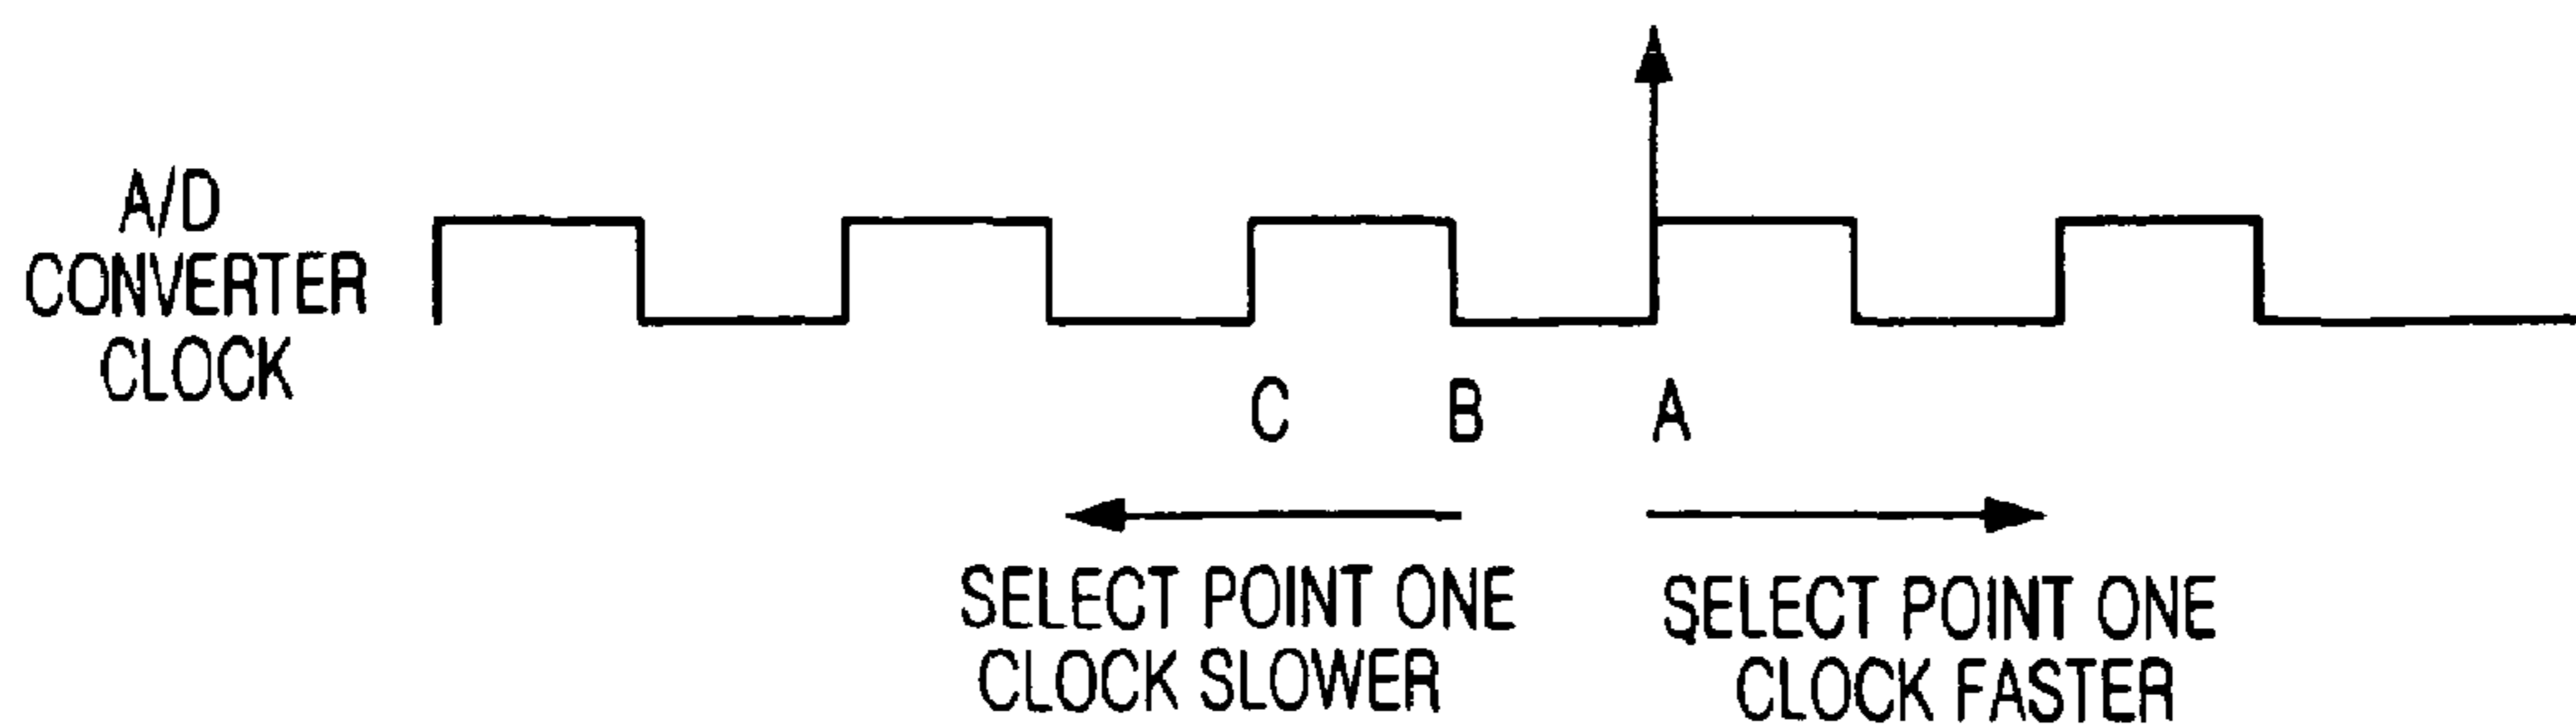 A/D
CONVERTER
CLOCK
C B A
SELECT POINT ONE
CLOCK SLOWER
SELECT POINT ONE
CLOCK FASTER